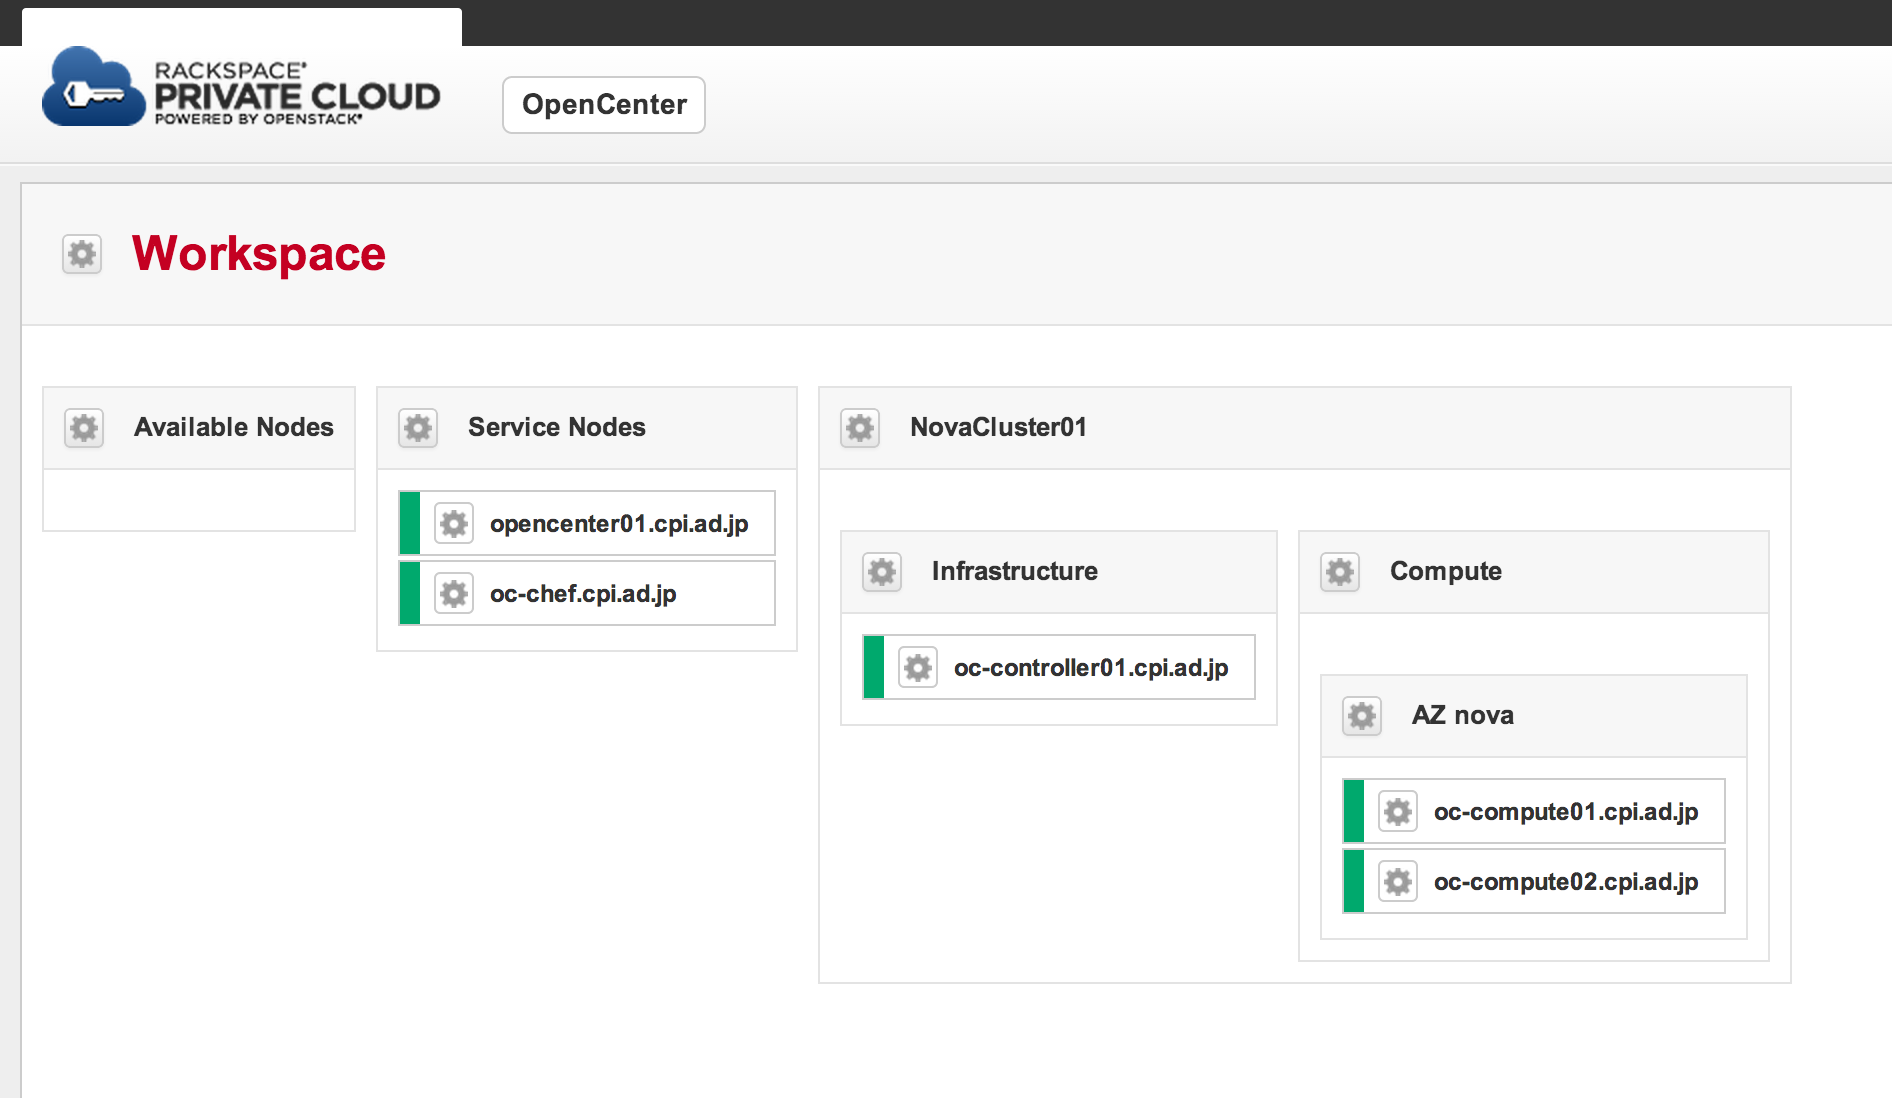 RACKSPACE®
PRIVATE CLOUD
POWERED BY OPENSTACK®
OpenCenter
Workspace
Available Nodes
Service Nodes
opencenter01.cpi.ad.jp
oc-chef.cpi.ad.jp
NovaCluster01
Infrastructure
oc-controller01.cpi.ad.jp
Compute
AZ nova
oc-compute01.cpi.ad.jp
oc-compute02.cpi.ad.jp